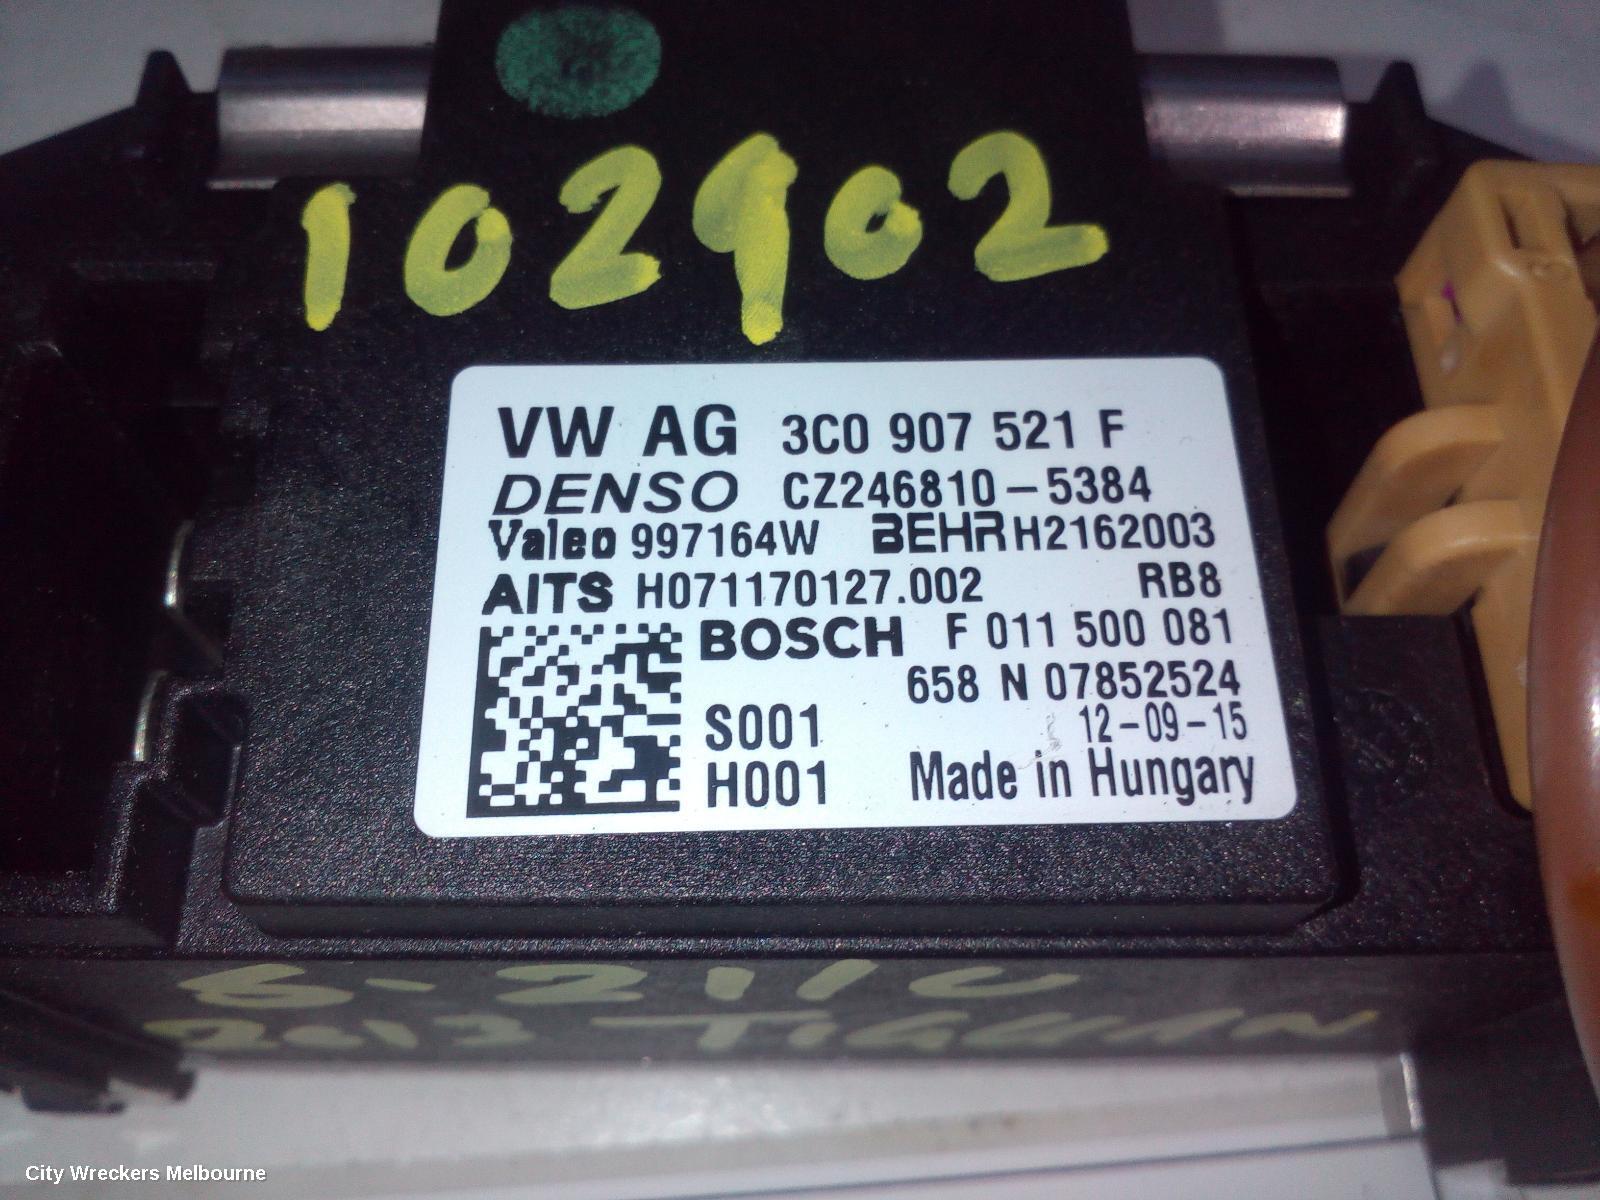 102902
VW AG 3C0 907 521 F
DENSO CZ246810-5384
Valeo 997164W BEHR H2162003
AITS H071170127.002 RB8
BOSCH F 011 500 081
658 N 07852524
S001 12-09-15
H001 Made in Hungary
2013 TIGUAN
City Wreckers Melbourne